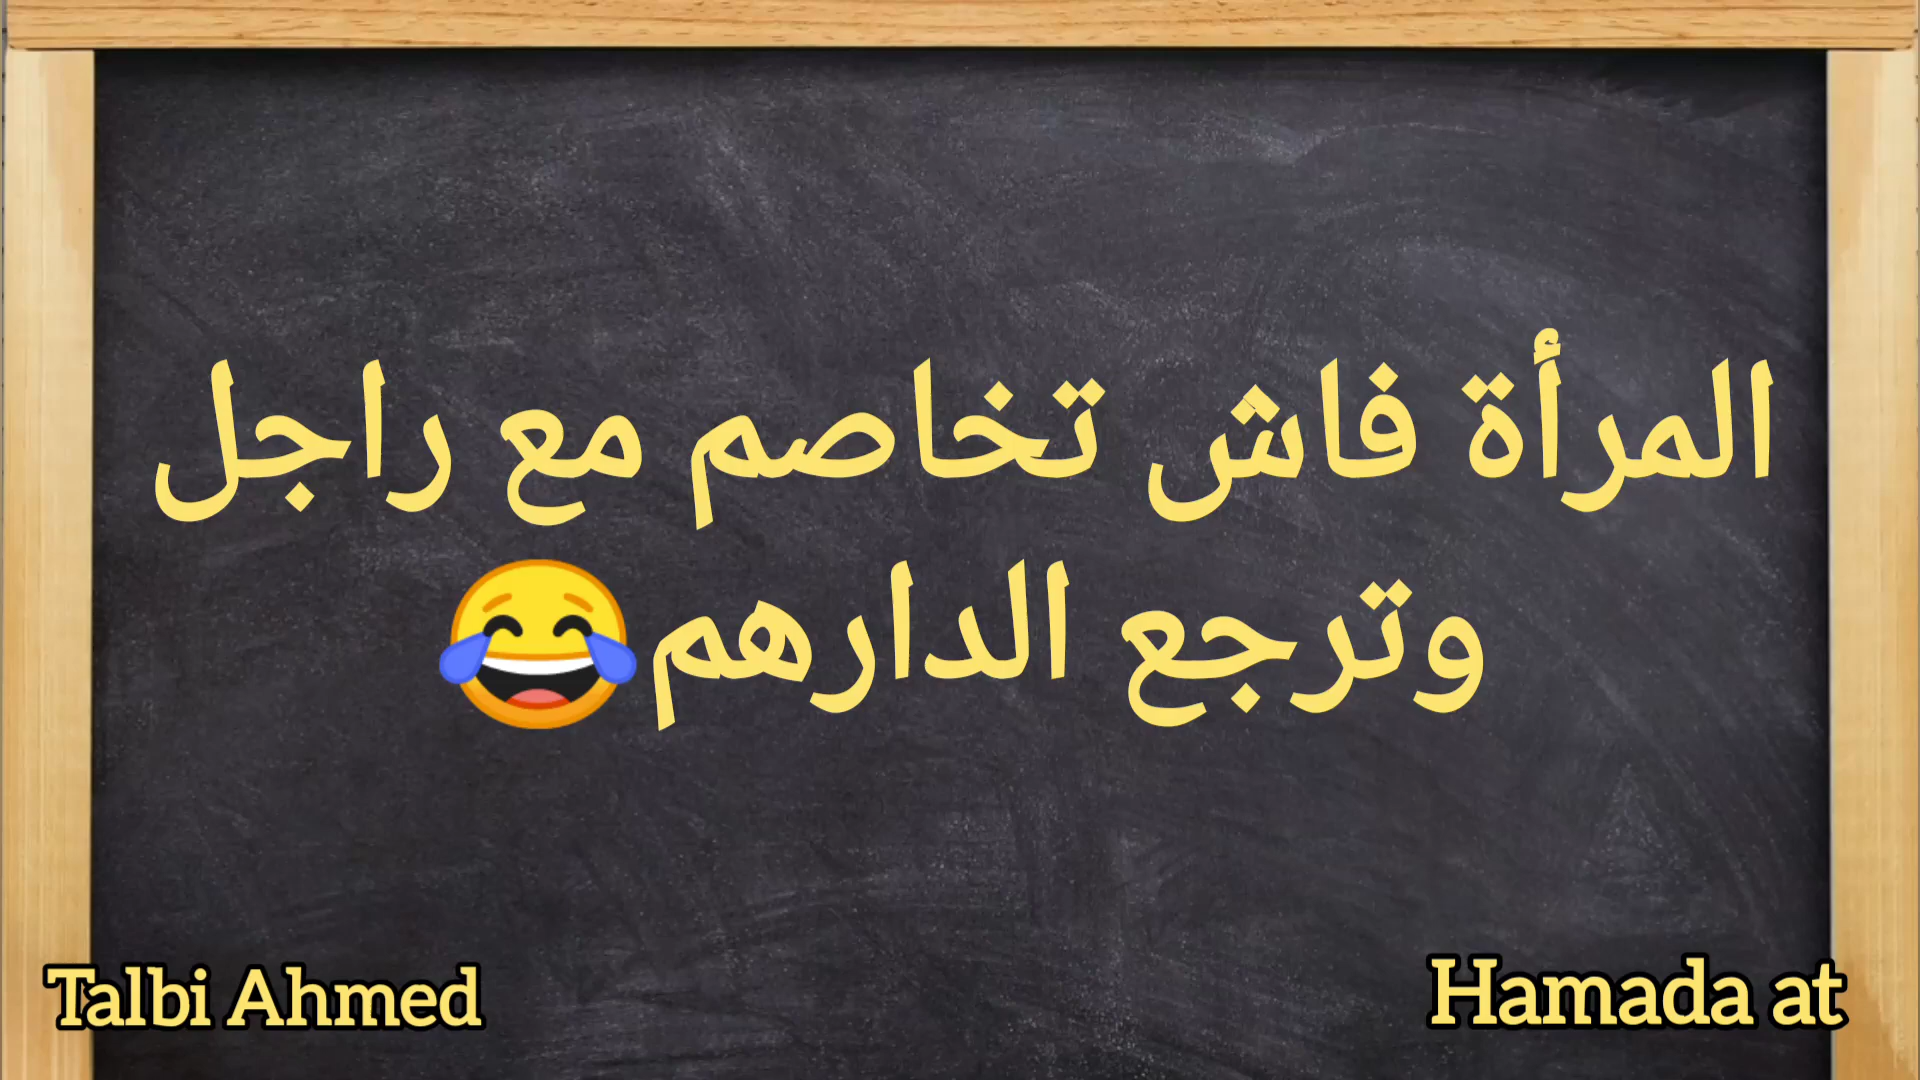 المرأة فاش تخاصم مع راجل
وترجع الدارهم😂
Talbi Ahmed
Hamada at